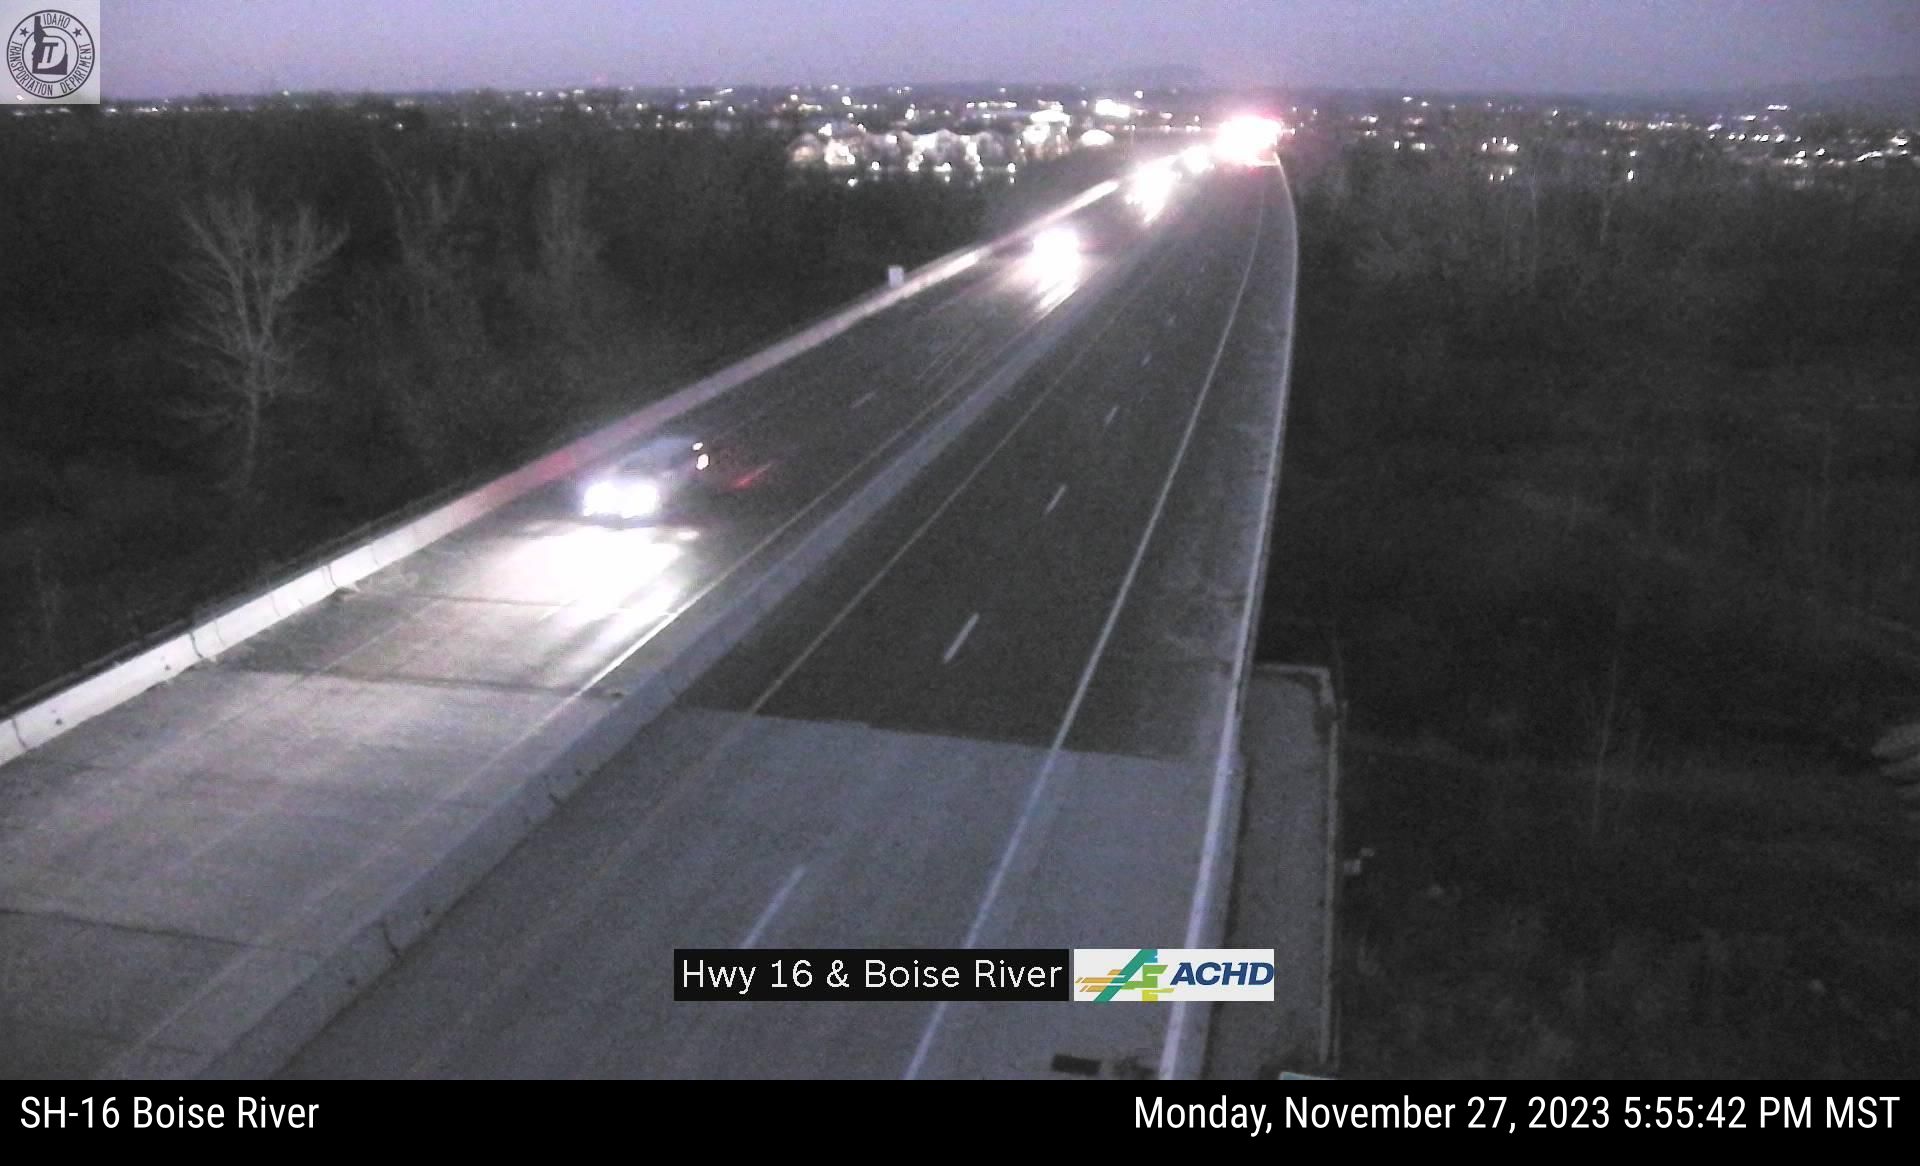 IDAHO
TRANSPORTATION DEPARTMENT
T
Hwy 16 & Boise River
ACHD
SH-16 Boise River
Monday, November 27, 2023 5:55:42 PM MST